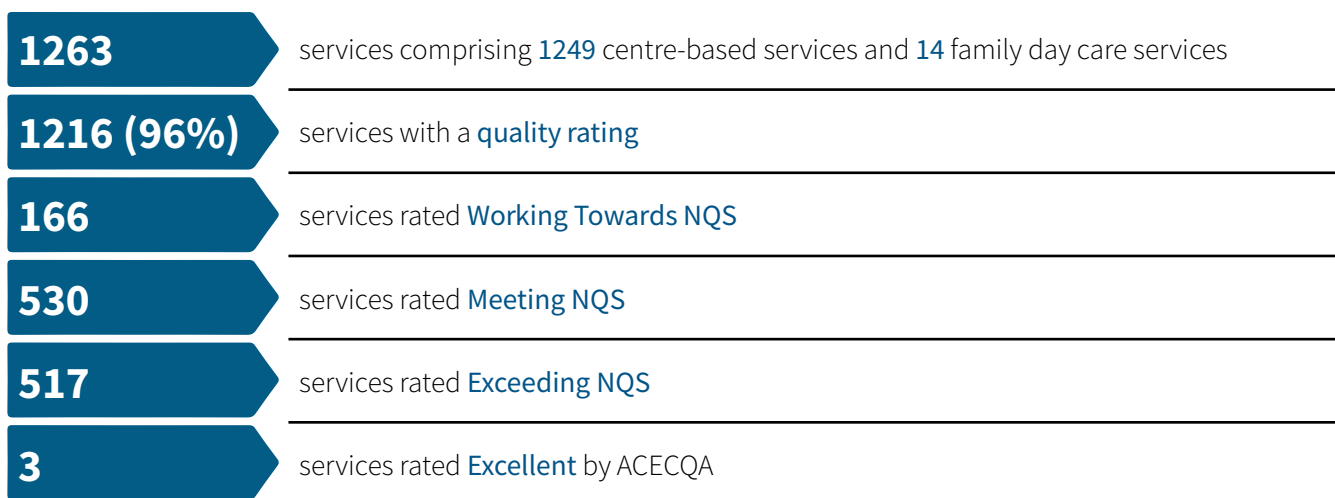 1263 services comprising 1249 centre-based services and 14 family day care services
1216 (96%) services with a quality rating
166 services rated Working Towards NQS
530 services rated Meeting NQS
517 services rated Exceeding NQS
3 services rated Excellent by ACECQA